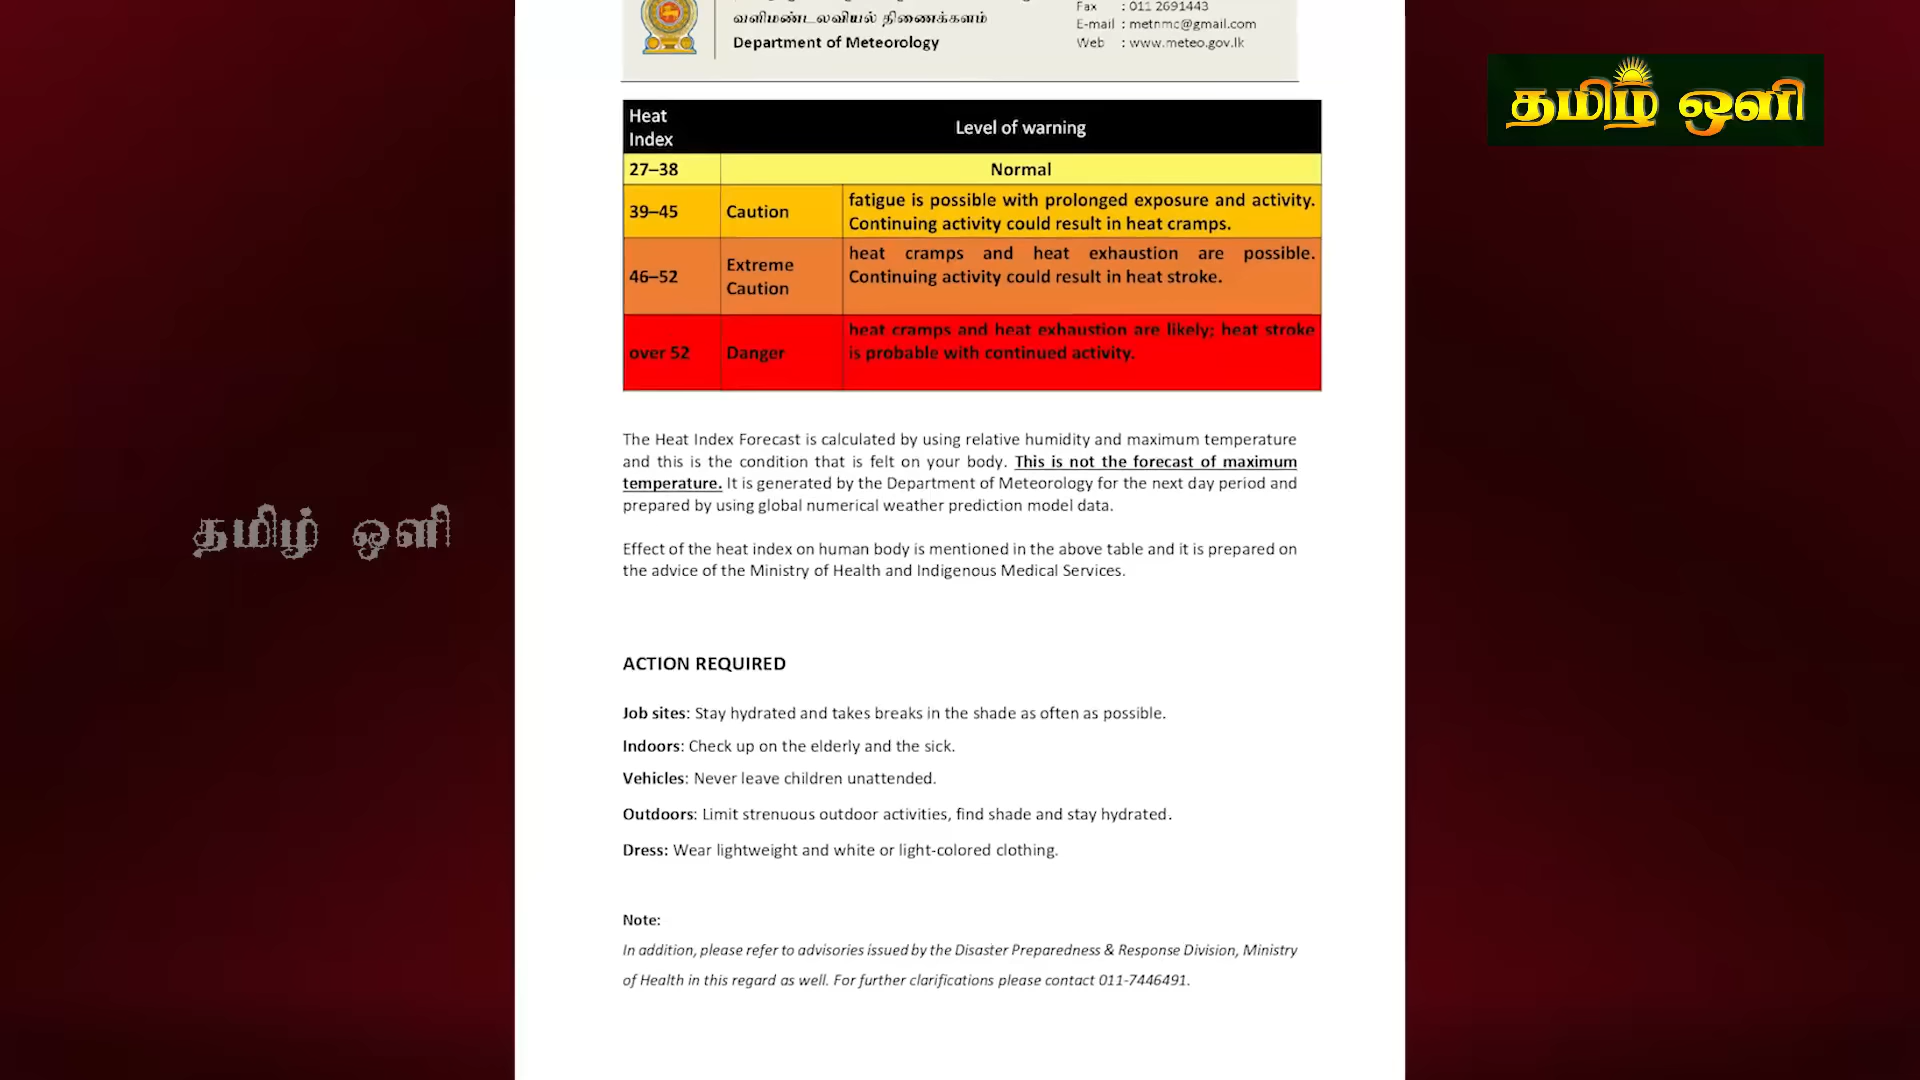 வளிமண்டலவியல் திணைக்களம்
Department of Meteorology
Fax : 011 2691443
E-mail : metnmc@gmail.com
Web : www.meteo.gov.lk
தமிழ் ஒளி
Heat Index
Level of warning
27–38 Normal
39–45 Caution fatigue is possible with prolonged exposure and activity.
Continuing activity could result in heat cramps.
46–52 Extreme Caution heat cramps and heat exhaustion are possible.
Continuing activity could result in heat stroke.
over 52 Danger heat cramps and heat exhaustion are likely; heat stroke
is probable with continued activity.
The Heat Index Forecast is calculated by using relative humidity and maximum temperature
and this is the condition that is felt on your body. This is not the forecast of maximum
temperature. It is generated by the Department of Meteorology for the next day period and
prepared by using global numerical weather prediction model data.
தமிழ் ஒளி
Effect of the heat index on human body is mentioned in the above table and it is prepared on
the advice of the Ministry of Health and Indigenous Medical Services.
ACTION REQUIRED
Job sites: Stay hydrated and takes breaks in the shade as often as possible.
Indoors: Check up on the elderly and the sick.
Vehicles: Never leave children unattended.
Outdoors: Limit strenuous outdoor activities, find shade and stay hydrated.
Dress: Wear lightweight and white or light-colored clothing.
Note:
In addition, please refer to advisories issued by the Disaster Preparedness & Response Division, Ministry
of Health in this regard as well. For further clarifications please contact 011-7446491.